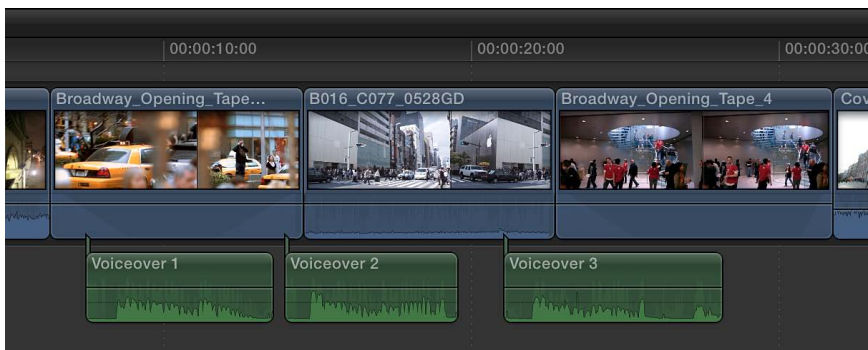 00:00:10:00 00:00:20:00 00:00:30:00
Broadway_Opening_Tape... B016_C077_0528GD Broadway_Opening_Tape_4 Cov
Voiceover 1 Voiceover 2 Voiceover 3